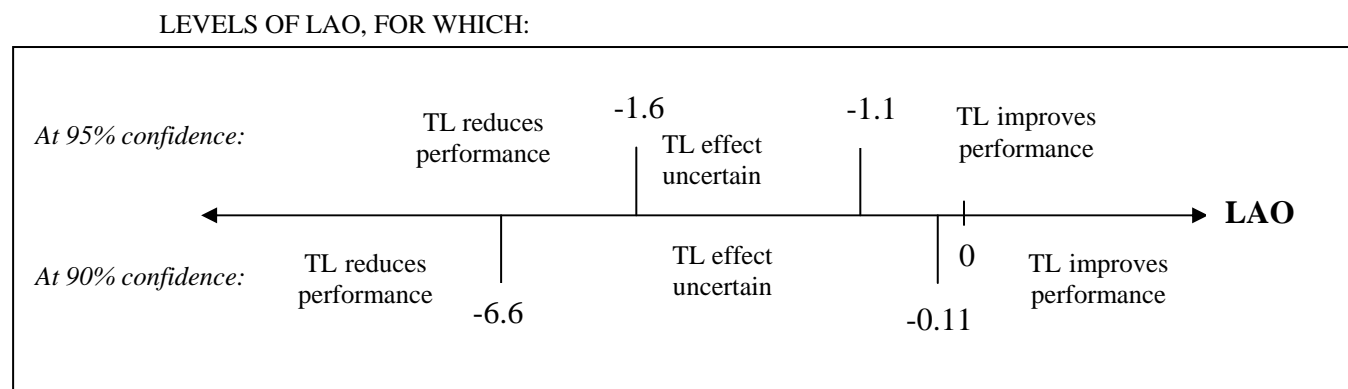 LEVELS OF LAO, FOR WHICH:
At 95% confidence:
TL reduces
performance
-1.6
TL effect
uncertain
-1.1
TL improves
performance
LAO
At 90% confidence:
TL reduces
performance
-6.6
TL effect
uncertain
-0.11
0
TL improves
performance